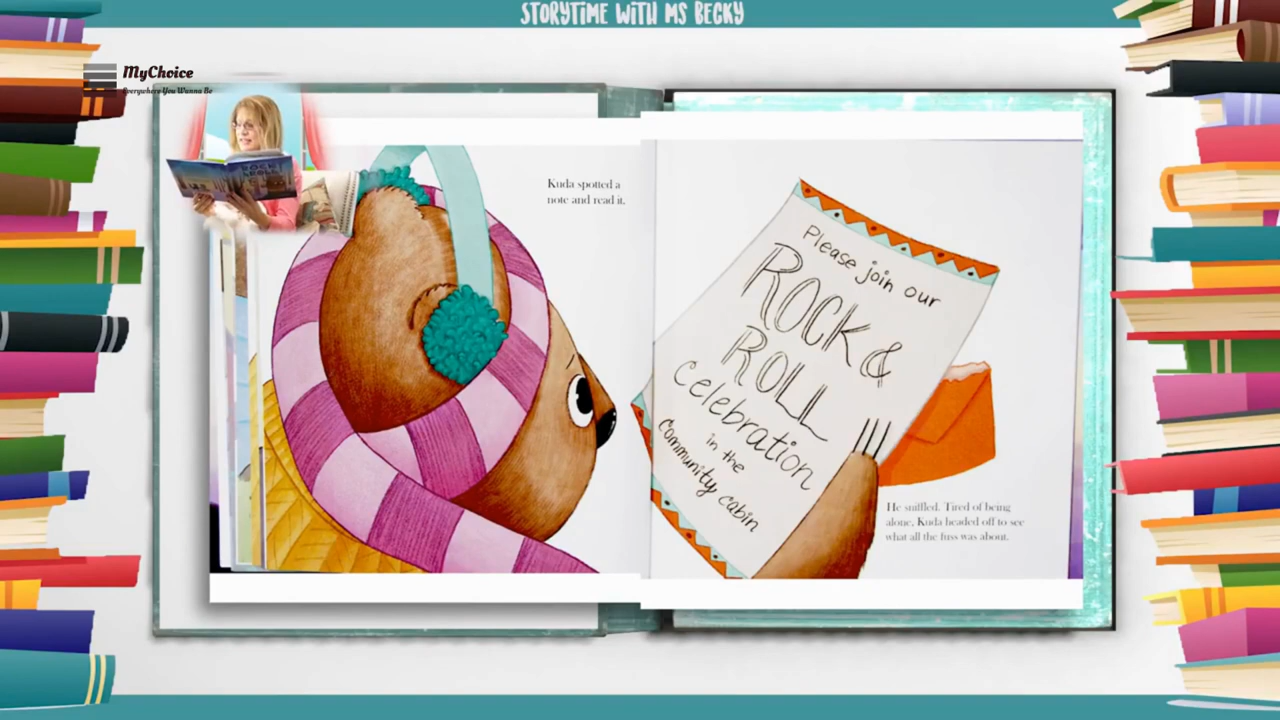 STORYTIME WITH MS BECKY
MyChoice
Everywhere You Wanna Be
ROCK
Kuda spotted a
note and read it.
Please join our
ROCK &
ROLL
Celebration
in the
community cabin
He sniffled. Tired of being
alone, Kuda headed off to see
what all the fuss was about.